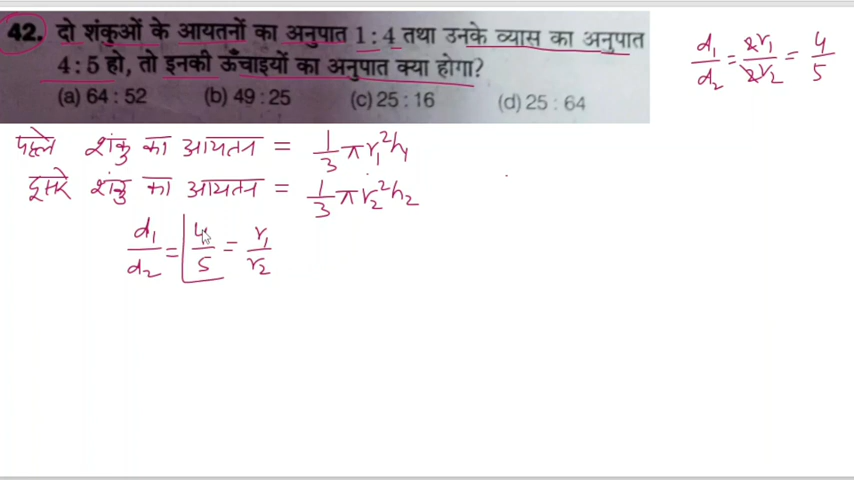 42. दो शंकुओं के आयतनों का अनुपात 1 : 4 तथा उनके व्यास का अनुपात
4 : 5 हो, तो इनकी ऊँचाइयों का अनुपात क्या होगा?
(a) 64 : 52 (b) 49 : 25 (c) 25 : 16 (d) 25 : 64
d₁/d₂ = 2r₁/2r₂ = 4/5
पहले शंकु का आयतन = 1/3 πr₁²h₁
दूसरे शंकु का आयतन = 1/3 πr₂²h₂
d₁/d₂ = 4/5 = r₁/r₂